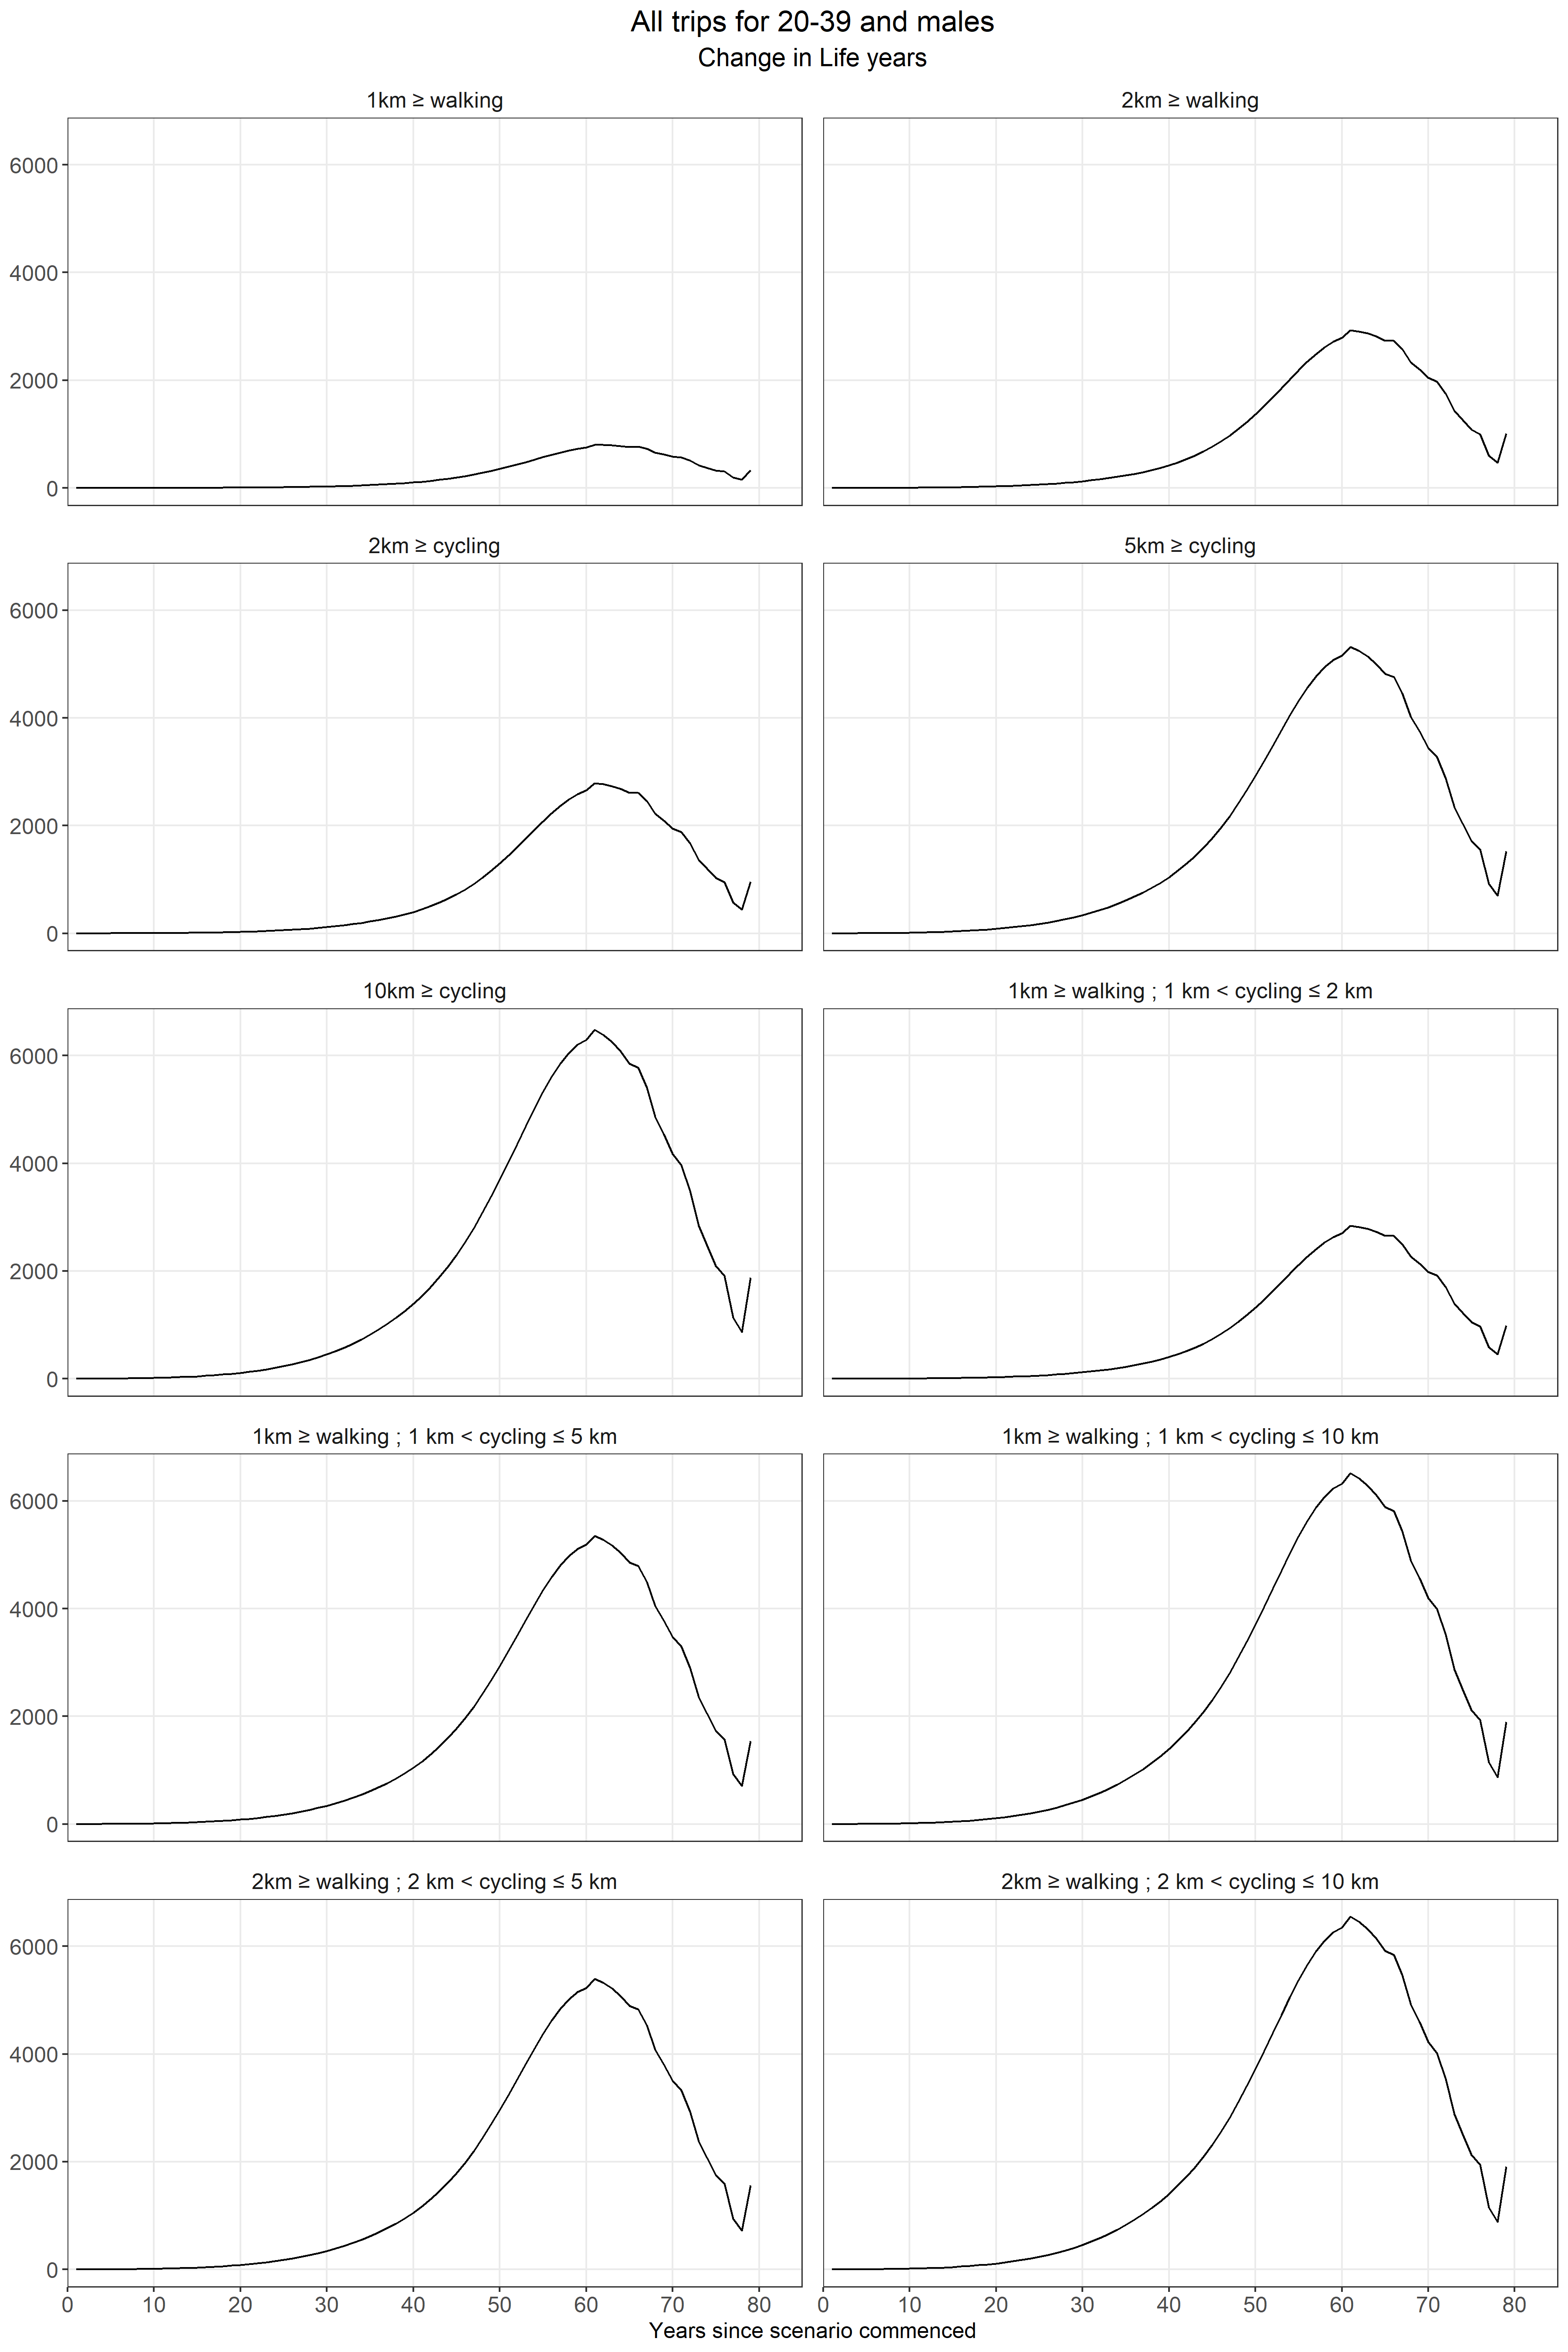 All trips for 20-39 and males
Change in Life years
1km ≥ walking
2km ≥ walking
6000
4000
2000
0
2km ≥ cycling
5km ≥ cycling
6000
4000
2000
0
10km ≥ cycling
1km ≥ walking ; 1 km < cycling ≤ 2 km
6000
4000
2000
0
1km ≥ walking ; 1 km < cycling ≤ 5 km
1km ≥ walking ; 1 km < cycling ≤ 10 km
6000
4000
2000
0
2km ≥ walking ; 2 km < cycling ≤ 5 km
2km ≥ walking ; 2 km < cycling ≤ 10 km
6000
4000
2000
0
0 10 20 30 40 50 60 70 80
0 10 20 30 40 50 60 70 80
Years since scenario commenced